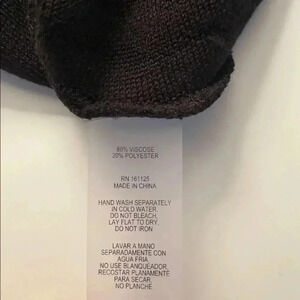 80% VISCOSE
20% POLYESTER
RN 161125
MADE IN CHINA
HAND WASH SEPARATELY
IN COLD WATER.
DO NOT BLEACH.
LAY FLAT TO DRY.
DO NOT IRON
LAVAR A MANO
SEPARADAMENTE CON
AGUA FRIA.
NO USE BLANQUEADOR.
RECOSTAR PLANAMENTE
PARA SECAR.
NO PLANCHE.